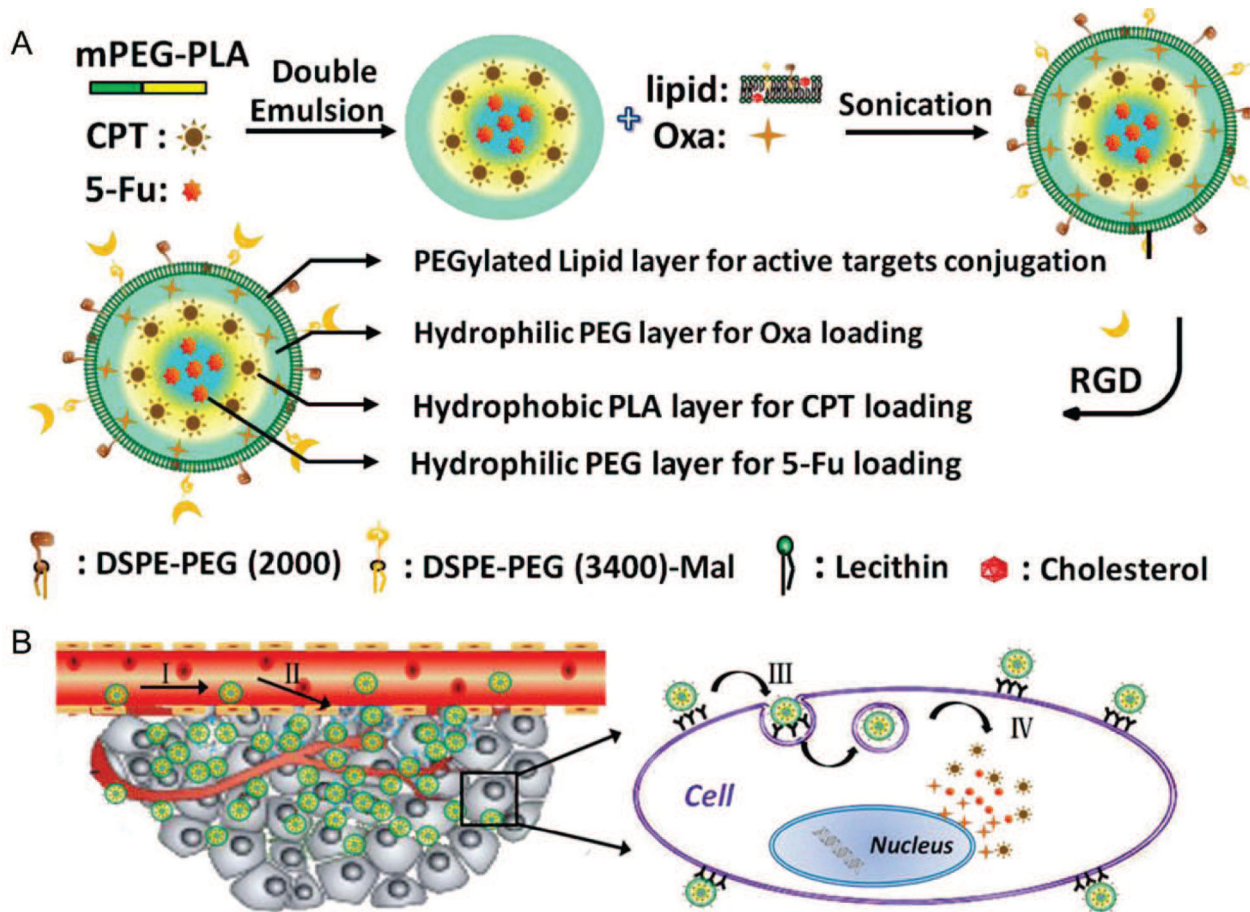 A
mPEG-PLA
CPT :
5-Fu:
Double
Emulsion
lipid:
Oxa:
Sonication
PEGylated Lipid layer for active targets conjugation
Hydrophilic PEG layer for Oxa loading
Hydrophobic PLA layer for CPT loading
Hydrophilic PEG layer for 5-Fu loading
RGD
: DSPE-PEG (2000)
: DSPE-PEG (3400)-Mal
: Lecithin
: Cholesterol
B
I
II
III
IV
Cell
Nucleus